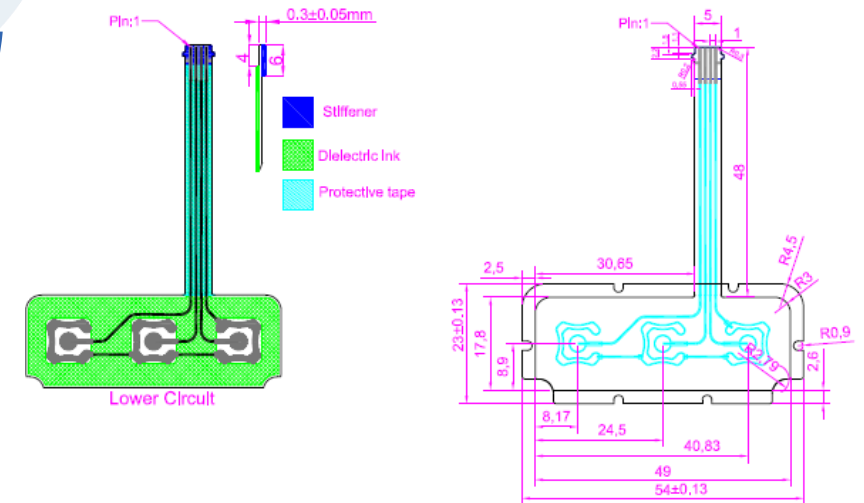 Pin:1
0.3±0.05mm
4
6
Stiffener
Dielectric Ink
Protective tape
Lower Circuit
Pin:1
5
1
48
2,5
30,65
R4,5
R3
23±0.13
17,8
8,9
R0,9
2,6
R2,79
8,17
24,5
40,83
49
54±0,13